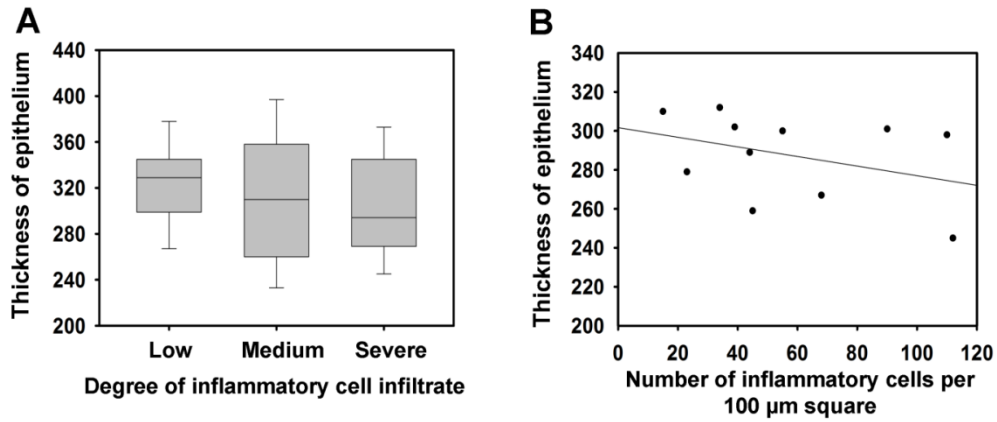 A
Thickness of epithelium
440
400
360
320
280
240
200
Low Medium Severe
Degree of inflammatory cell infiltrate
B
Thickness of epithelium
340
320
300
280
260
240
220
200
0 20 40 60 80 100 120
Number of inflammatory cells per
100 µm square